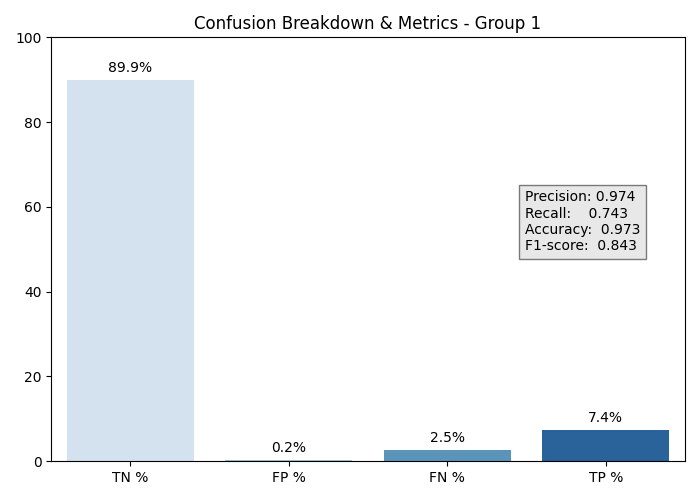 Confusion Breakdown & Metrics - Group 1
100
80
60
40
20
0
89.9%
0.2%
2.5%
7.4%
Precision: 0.974
Recall:    0.743
Accuracy:  0.973
F1-score:  0.843
TN %
FP %
FN %
TP %